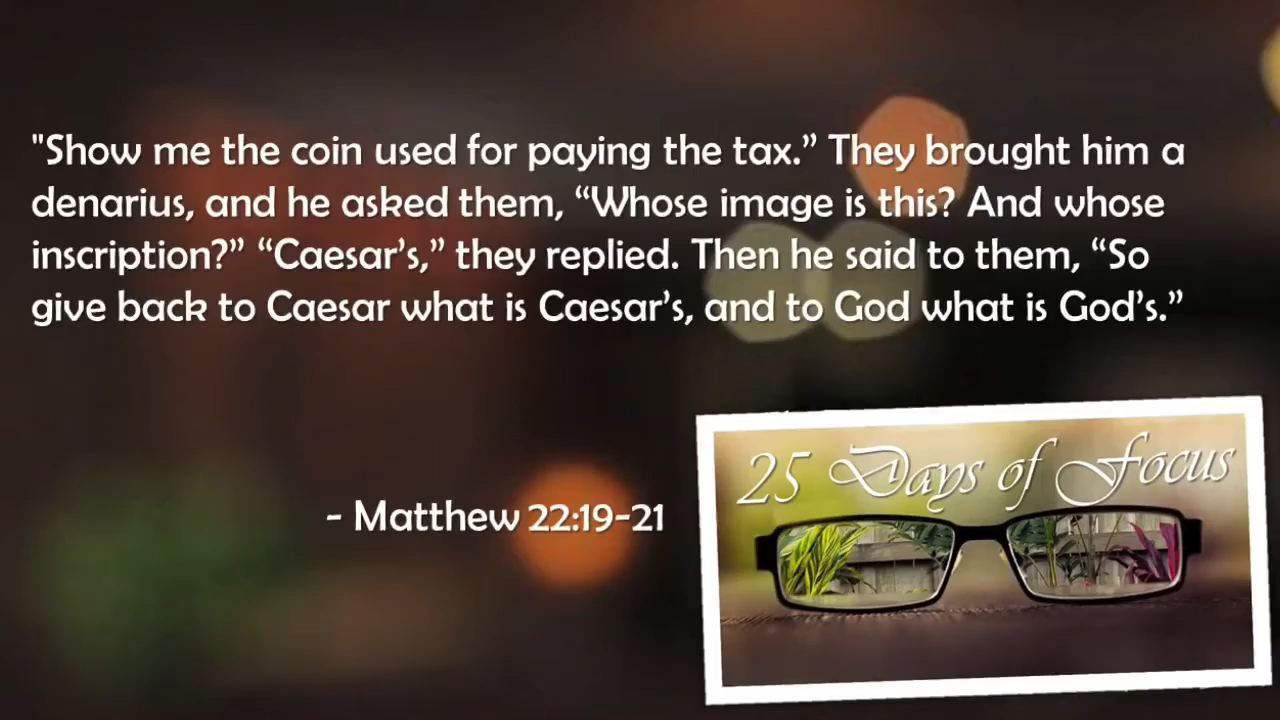 "Show me the coin used for paying the tax.” They brought him a
denarius, and he asked them, “Whose image is this? And whose
inscription?” “Caesar’s,” they replied. Then he said to them, “So
give back to Caesar what is Caesar’s, and to God what is God’s.”
- Matthew 22:19-21
25 Days of Focus